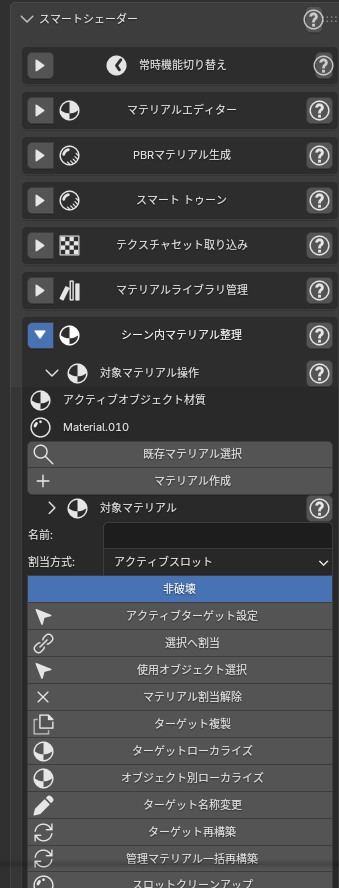 スマートシェーダー
常時機能切り替え
マテリアルエディター
PBRマテリアル生成
スマート トゥーン
テクスチャセット取り込み
マテリアルライブラリ管理
シーン内マテリアル整理
対象マテリアル操作
アクティブオブジェクト材質
Material.010
既存マテリアル選択
マテリアル作成
対象マテリアル
名前:
割当方式: アクティブスロット
非破壊
アクティブターゲット設定
選択へ割当
使用オブジェクト選択
マテリアル割当解除
ターゲット複製
ターゲットローカライズ
オブジェクト別ローカライズ
ターゲット名称変更
ターゲット再構築
管理マテリアル一括再構築
スロットクリーンアップ